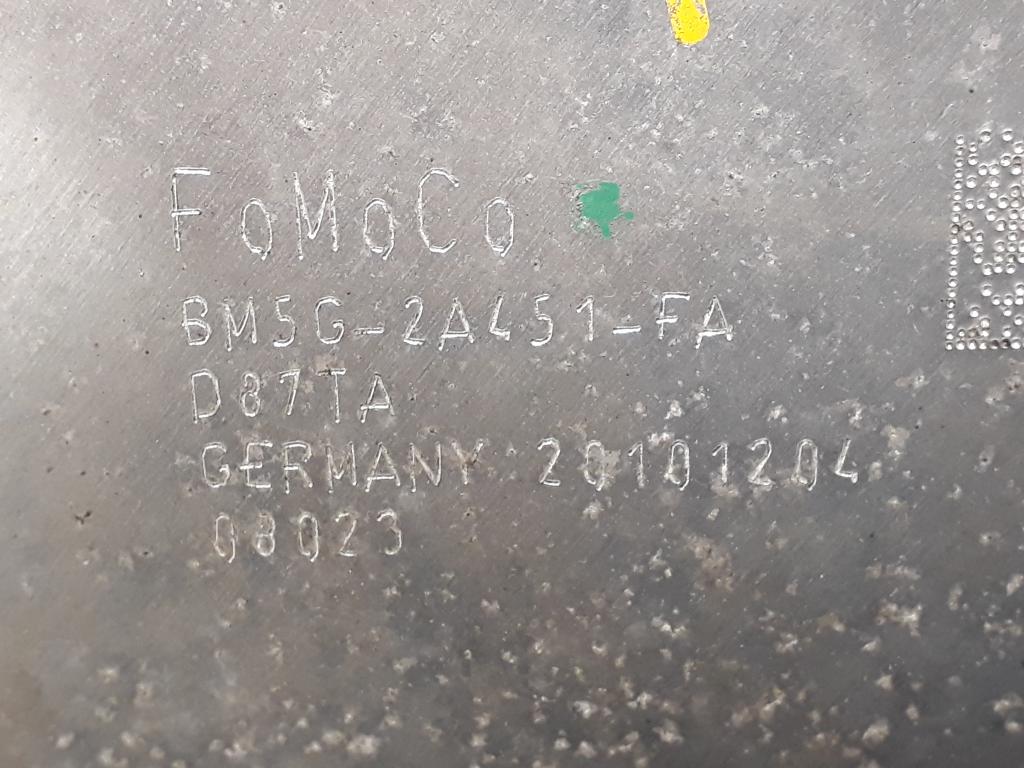 FoMoCo
BM5G-2A451-FA
D87TA
GERMANY 20101204
08023